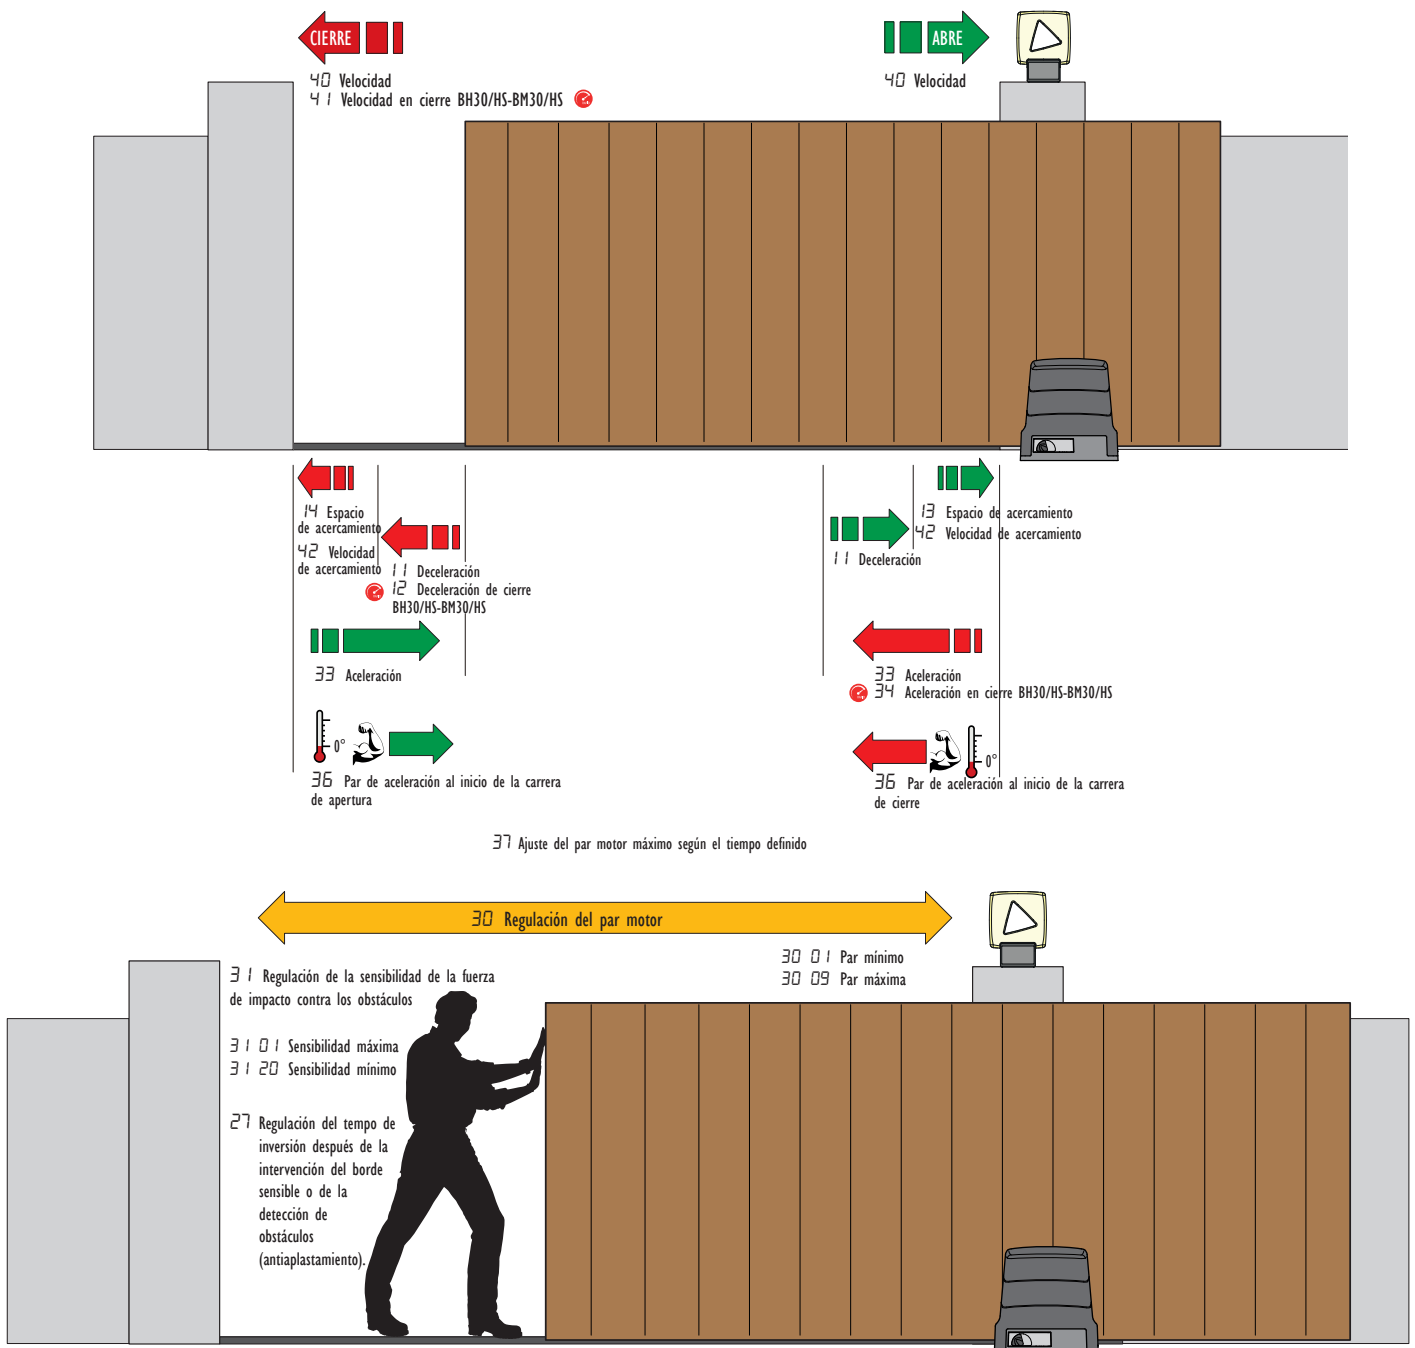 CIERRE
ABRE
40 Velocidad
41 Velocidad en cierre BH30/HS-BM30/HS
40 Velocidad
14 Espacio
de acercamiento
42 Velocidad
de acercamiento
11 Deceleración
12 Deceleración de cierre
BH30/HS-BM30/HS
13 Espacio de acercamiento
42 Velocidad de acercamiento
11 Deceleración
33 Aceleración
33 Aceleración
34 Aceleración en cierre BH30/HS-BM30/HS
0°
36 Par de aceleración al inicio de la carrera
de apertura
0°
36 Par de aceleración al inicio de la carrera
de cierre
37 Ajuste del par motor máximo según el tiempo definido
30 Regulación del par motor
30 01 Par mínimo
30 09 Par máxima
31 Regulación de la sensibilidad de la fuerza
de impacto contra los obstáculos
31 01 Sensibilidad máxima
31 20 Sensibilidad mínimo
27 Regulación del tempo de
inversión después de la
intervención del borde
sensible o de la
detección de
obstáculos
(antiaplastamiento).